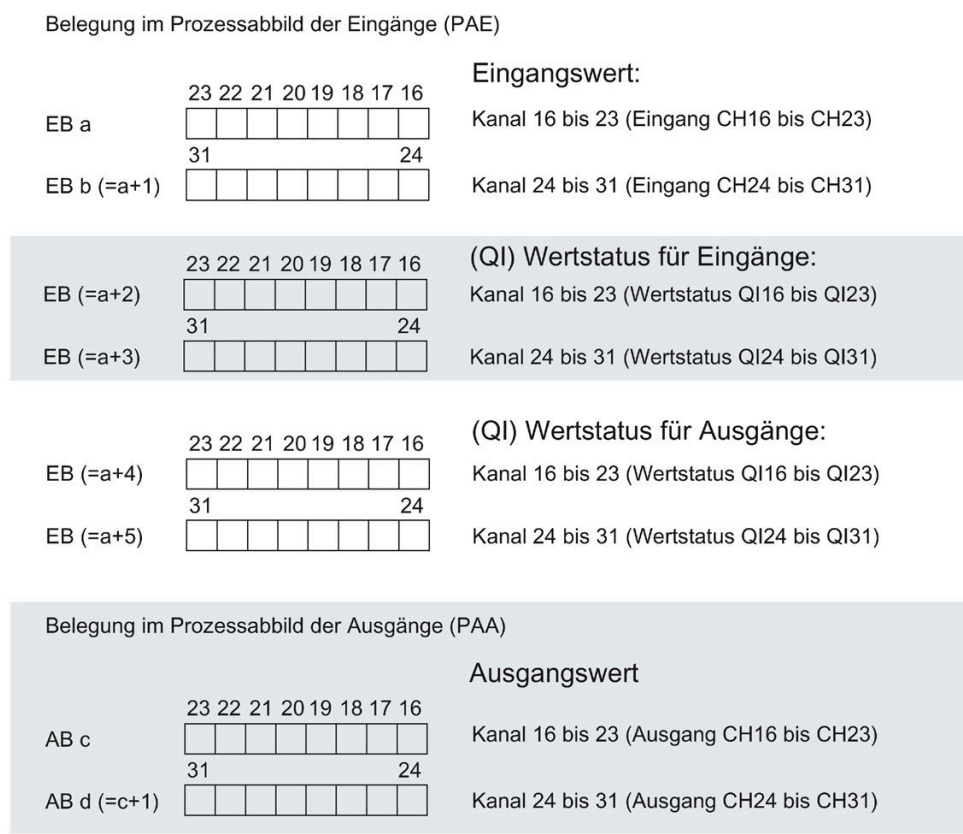 Belegung im Prozessabbild der Eingänge (PAE)
Eingangswert:
23 22 21 20 19 18 17 16
EB a Kanal 16 bis 23 (Eingang CH16 bis CH23)
31 24
EB b (=a+1) Kanal 24 bis 31 (Eingang CH24 bis CH31)
(QI) Wertstatus für Eingänge:
23 22 21 20 19 18 17 16
EB (=a+2) Kanal 16 bis 23 (Wertstatus QI16 bis QI23)
31 24
EB (=a+3) Kanal 24 bis 31 (Wertstatus QI24 bis QI31)
(QI) Wertstatus für Ausgänge:
23 22 21 20 19 18 17 16
EB (=a+4) Kanal 16 bis 23 (Wertstatus QI16 bis QI23)
31 24
EB (=a+5) Kanal 24 bis 31 (Wertstatus QI24 bis QI31)
Belegung im Prozessabbild der Ausgänge (PAA)
Ausgangswert
23 22 21 20 19 18 17 16
AB c Kanal 16 bis 23 (Ausgang CH16 bis CH23)
31 24
AB d (=c+1) Kanal 24 bis 31 (Ausgang CH24 bis CH31)